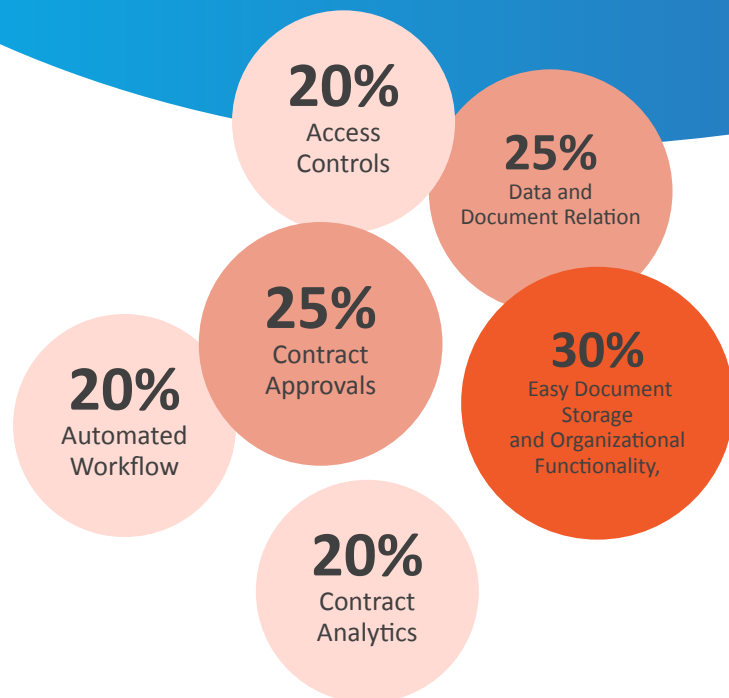 20%
Access
Controls
25%
Data and
Document Relation
25%
Contract
Approvals
30%
Easy Document
Storage
and Organizational
Functionality,
20%
Automated
Workflow
20%
Contract
Analytics